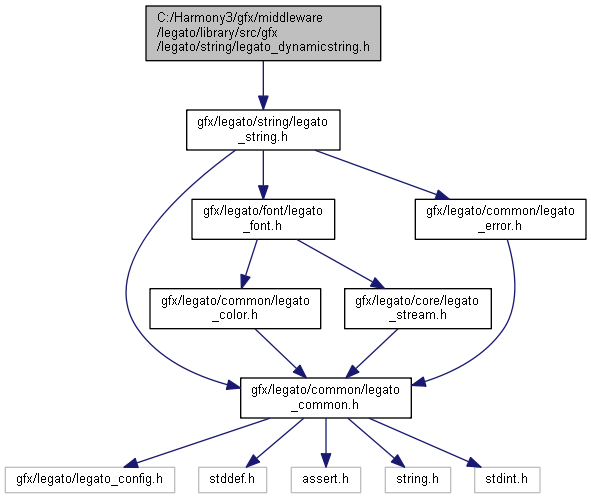 C:/Harmony3/gfx/middleware
/legato/library/src/gfx
/legato/string/legato_dynamicstring.h
gfx/legato/string/legato
_string.h
gfx/legato/font/legato
_font.h
gfx/legato/common/legato
_error.h
gfx/legato/common/legato
_color.h
gfx/legato/core/legato
_stream.h
gfx/legato/common/legato
_common.h
gfx/legato/legato_config.h
stddef.h
assert.h
string.h
stdint.h